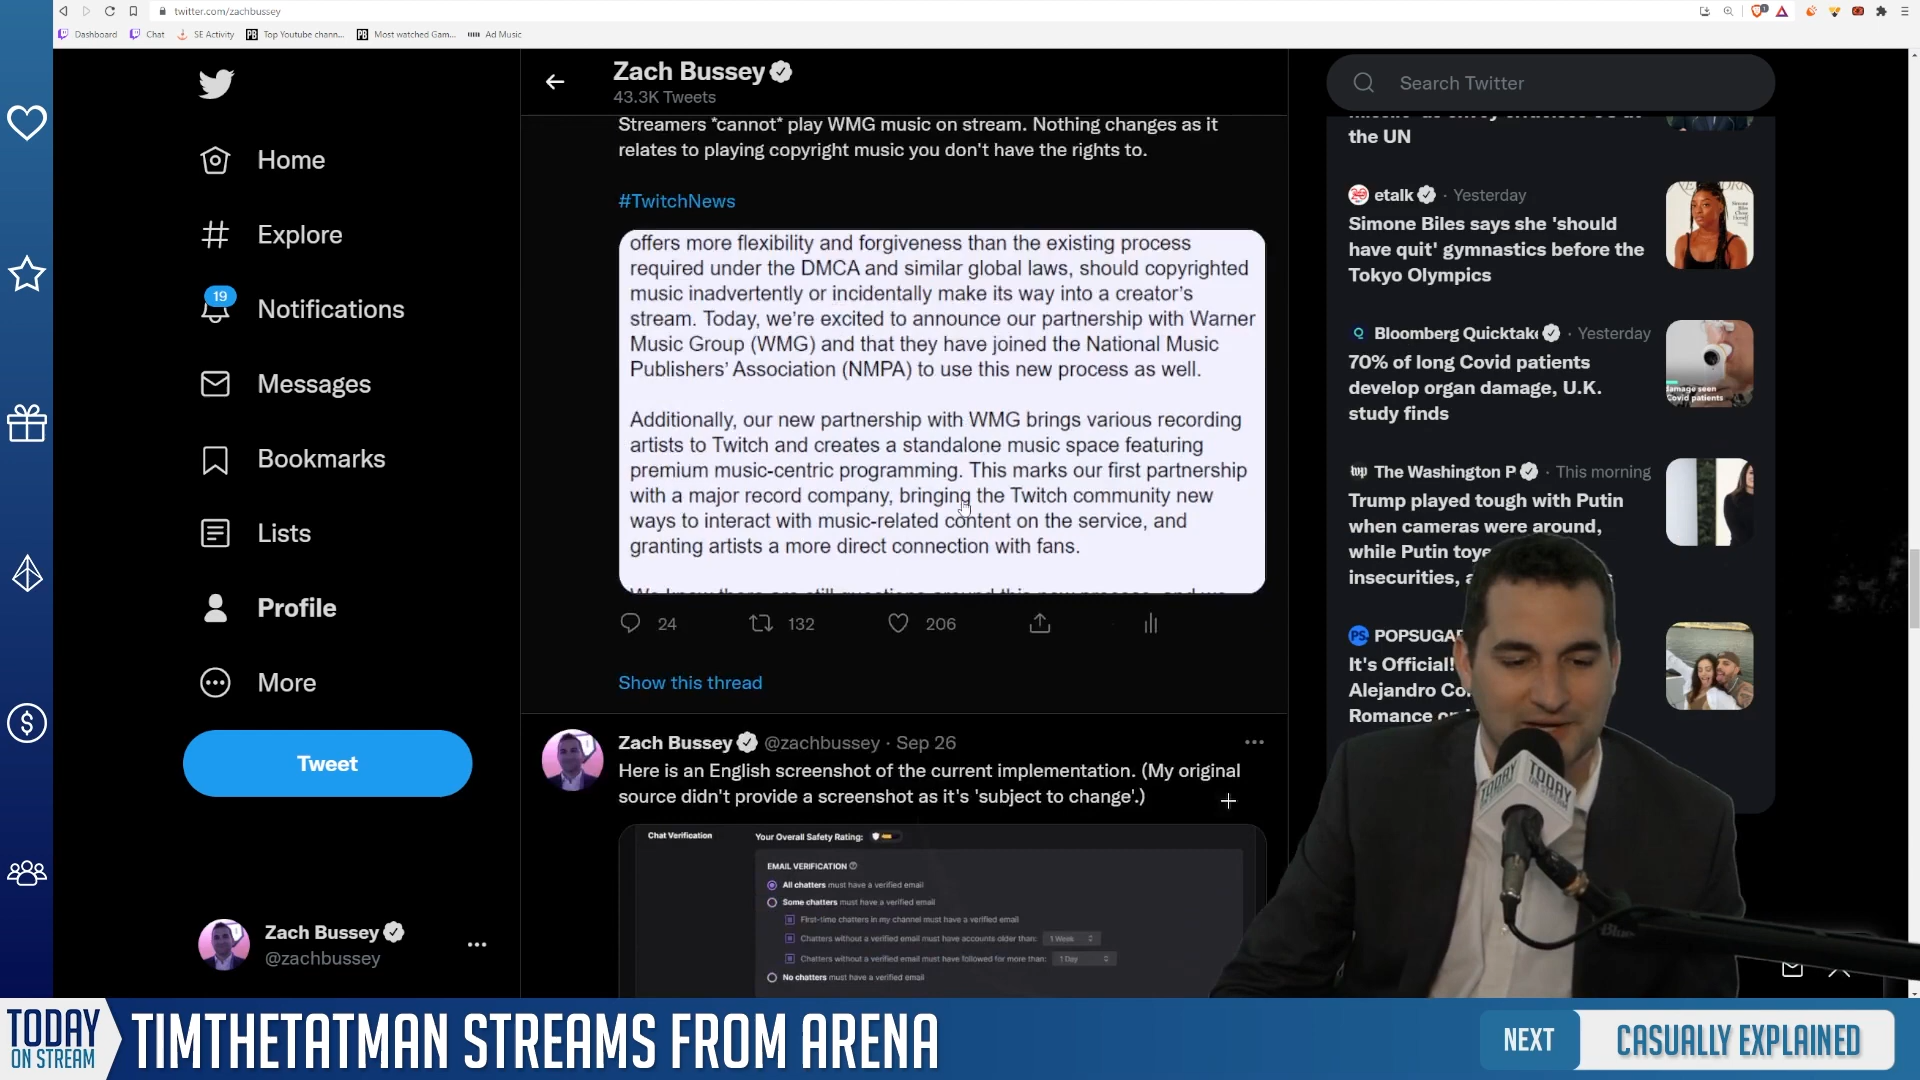 twitter.com/zachbussey
Dashboard
Chat
SE Activity
Top Youtube chann...
Most watched Gam...
Ad Music
Home
Explore
19
Notifications
Messages
Bookmarks
Lists
Profile
More
Tweet
Zach Bussey
@zachbussey
Zach Bussey
43.3K Tweets
Streamers *cannot* play WMG music on stream. Nothing changes as it
relates to playing copyright music you don't have the rights to.
#TwitchNews
offers more flexibility and forgiveness than the existing process
required under the DMCA and similar global laws, should copyrighted
music inadvertently or incidentally make its way into a creator's
stream. Today, we're excited to announce our partnership with Warner
Music Group (WMG) and that they have joined the National Music
Publishers' Association (NMPA) to use this new process as well.
Additionally, our new partnership with WMG brings various recording
artists to Twitch and creates a standalone music space featuring
premium music-centric programming. This marks our first partnership
with a major record company, bringing the Twitch community new
ways to interact with music-related content on the service, and
granting artists a more direct connection with fans.
24
132
206
Show this thread
Zach Bussey @zachbussey · Sep 26
Here is an English screenshot of the current implementation. (My original
source didn't provide a screenshot as it's 'subject to change'.)
Chat Verification
Your Overall Safety Rating:
EMAIL VERIFICATION
All chatters must have a verified email
Some chatters must have a verified email
First-time chatters in my channel must have a verified email
Chatters without a verified email must have accounts older than: 1 Week
Chatters without a verified email must have followed for more than: 1 Day
No chatters must have a verified email
Search Twitter
the UN
etalk · Yesterday
Simone Biles says she 'should
have quit' gymnastics before the
Tokyo Olympics
Bloomberg Quicktake · Yesterday
70% of long Covid patients
develop organ damage, U.K.
study finds
damage seen
Covid patients
The Washington P · This morning
Trump played tough with Putin
when cameras were around,
while Putin toye
insecurities,
POPSUGA
It's Official!
Alejandro Co
Romance
TODAY
ON STREAM
TODAY
ON STREAM
TIMTHETATMAN STREAMS FROM ARENA
NEXT
CASUALLY EXPLAINED